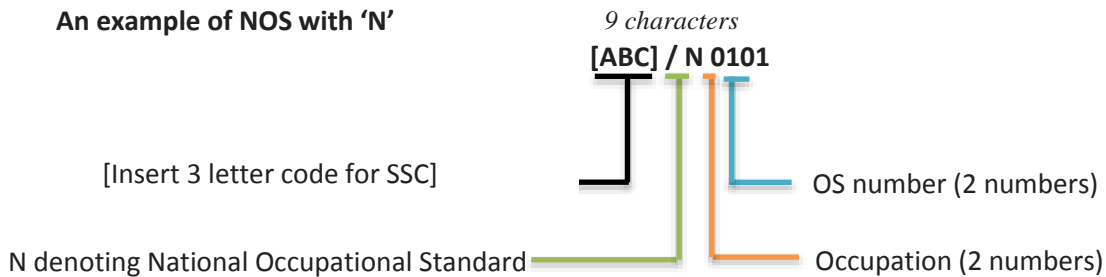 An example of NOS with ‘N’
9 characters
[ABC] / N 0101
[Insert 3 letter code for SSC]
OS number (2 numbers)
N denoting National Occupational Standard
Occupation (2 numbers)